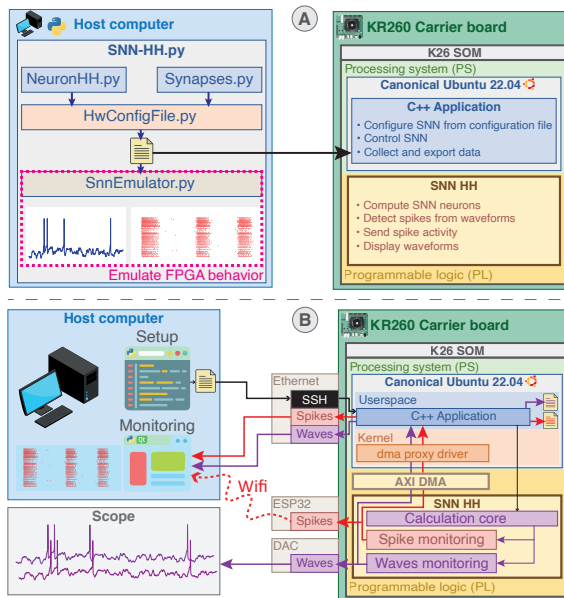 A
Host computer
SNN-HH.py
NeuronHH.py
Synapses.py
HwConfigFile.py
SnnEmulator.py
Emulate FPGA behavior
KR260 Carrier board
K26 SOM
Processing system (PS)
Canonical Ubuntu 22.04
C++ Application
• Configure SNN from configuration file
• Control SNN
• Collect and export data
SNN HH
• Compute SNN neurons
• Detect spikes from waveforms
• Send spike activity
• Display waveforms
Programmable logic (PL)
B
Host computer
Setup
Monitoring
Qt
Scope
Ethernet
SSH
Spikes
Waves
Wifi
ESP32
Spikes
DAC
Waves
KR260 Carrier board
K26 SOM
Processing system (PS)
Canonical Ubuntu 22.04
Userspace
C++ Application
Kernel
dma proxy driver
AXI DMA
SNN HH
Calculation core
Spike monitoring
Waves monitoring
Programmable logic (PL)